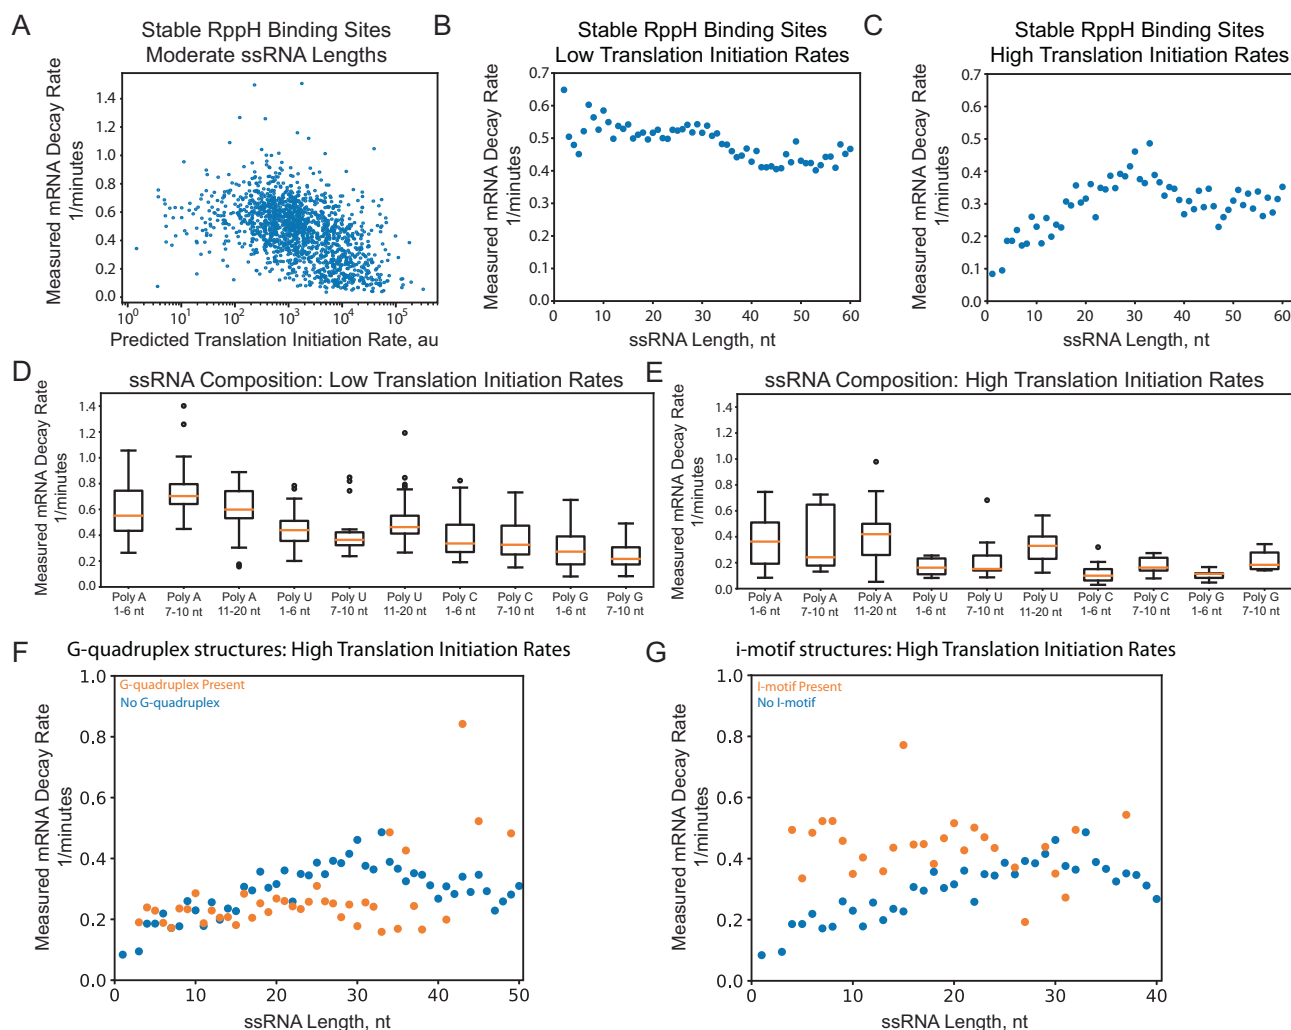 A
Stable RppH Binding Sites
Moderate ssRNA Lengths
Measured mRNA Decay Rate
1/minutes
1.4
1.2
1.0
0.8
0.6
0.4
0.2
0.0
10^0 10^1 10^2 10^3 10^4 10^5
Predicted Translation Initiation Rate, au
B
Stable RppH Binding Sites
Low Translation Initiation Rates
Measured mRNA Decay Rate
1/minutes
0.7
0.6
0.5
0.4
0.3
0.2
0.1
0.0
0 10 20 30 40 50 60
ssRNA Length, nt
C
Stable RppH Binding Sites
High Translation Initiation Rates
Measured mRNA Decay Rate
1/minutes
0.7
0.6
0.5
0.4
0.3
0.2
0.1
0.0
0 10 20 30 40 50 60
ssRNA Length, nt
D
ssRNA Composition: Low Translation Initiation Rates
Measured mRNA Decay Rate
1/minutes
1.4
1.2
1.0
0.8
0.6
0.4
0.2
0.0
Poly A Poly A Poly A Poly U Poly U Poly U Poly C Poly C Poly G Poly G
1-6 nt 7-10 nt 11-20 nt 1-6 nt 7-10 nt 11-20 nt 1-6 nt 7-10 nt 1-6 nt 7-10 nt
E
ssRNA Composition: High Translation Initiation Rates
Measured mRNA Decay Rate
1/minutes
1.4
1.2
1.0
0.8
0.6
0.4
0.2
0.0
Poly A Poly A Poly A Poly U Poly U Poly U Poly C Poly C Poly G Poly G
1-6 nt 7-10 nt 11-20 nt 1-6 nt 7-10 nt 11-20 nt 1-6 nt 7-10 nt 1-6 nt 7-10 nt
F
G-quadruplex structures: High Translation Initiation Rates
G-quadruplex Present
No G-quadruplex
Measured mRNA Decay Rate
1/minutes
1.0
0.8
0.6
0.4
0.2
0.0
0 10 20 30 40 50
ssRNA Length, nt
G
i-motif structures: High Translation Initiation Rates
I-motif Present
No I-motif
Measured mRNA Decay Rate
1/minutes
1.0
0.8
0.6
0.4
0.2
0.0
10 20 30 40
ssRNA Length, nt